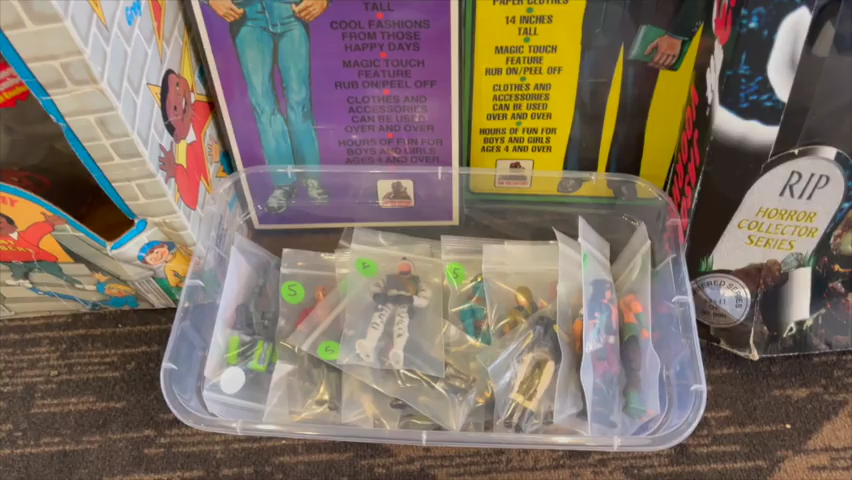 TALL
COOL FASHIONS
FROM THOSE
HAPPY DAYS
MAGIC TOUCH
FEATURE
RUB ON/PEEL OFF
CLOTHES AND
ACCESSORIES
CAN BE USED
OVER AND OVER
HOURS OF FUN FOR
BOYS AND GIRLS
AGES 4 AND OVER
PAPER CLOTHES
14 INCHES
TALL
MAGIC TOUCH
FEATURE
RUB ON/PEEL OFF
CLOTHES AND
ACCESSORIES
CAN BE USED
OVER AND OVER
HOURS OF FUN FOR
BOYS AND GIRLS
AGES 4 AND OVER
RIP
HORROR
COLLECTOR
SERIES
5
5
5
5